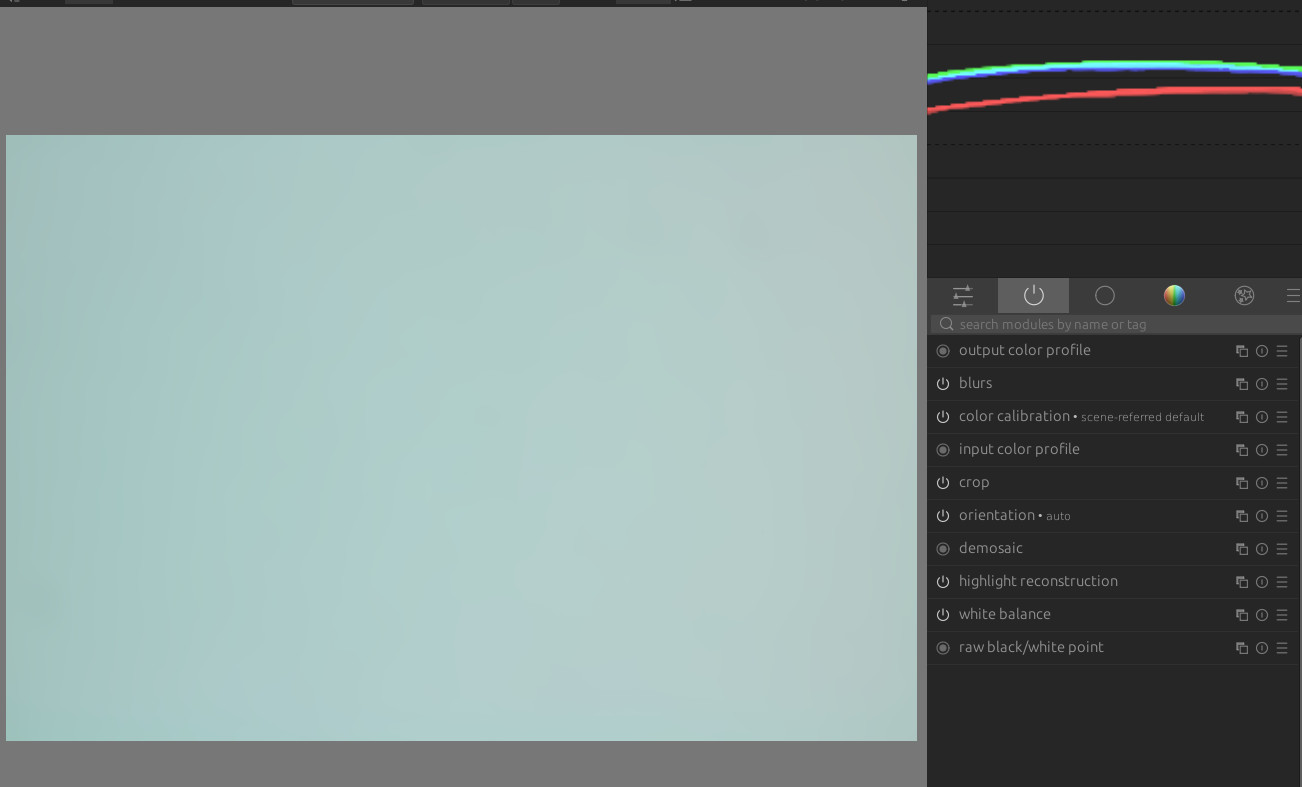 search modules by name or tag
output color profile
blurs
color calibration • scene-referred default
input color profile
crop
orientation • auto
demosaic
highlight reconstruction
white balance
raw black/white point